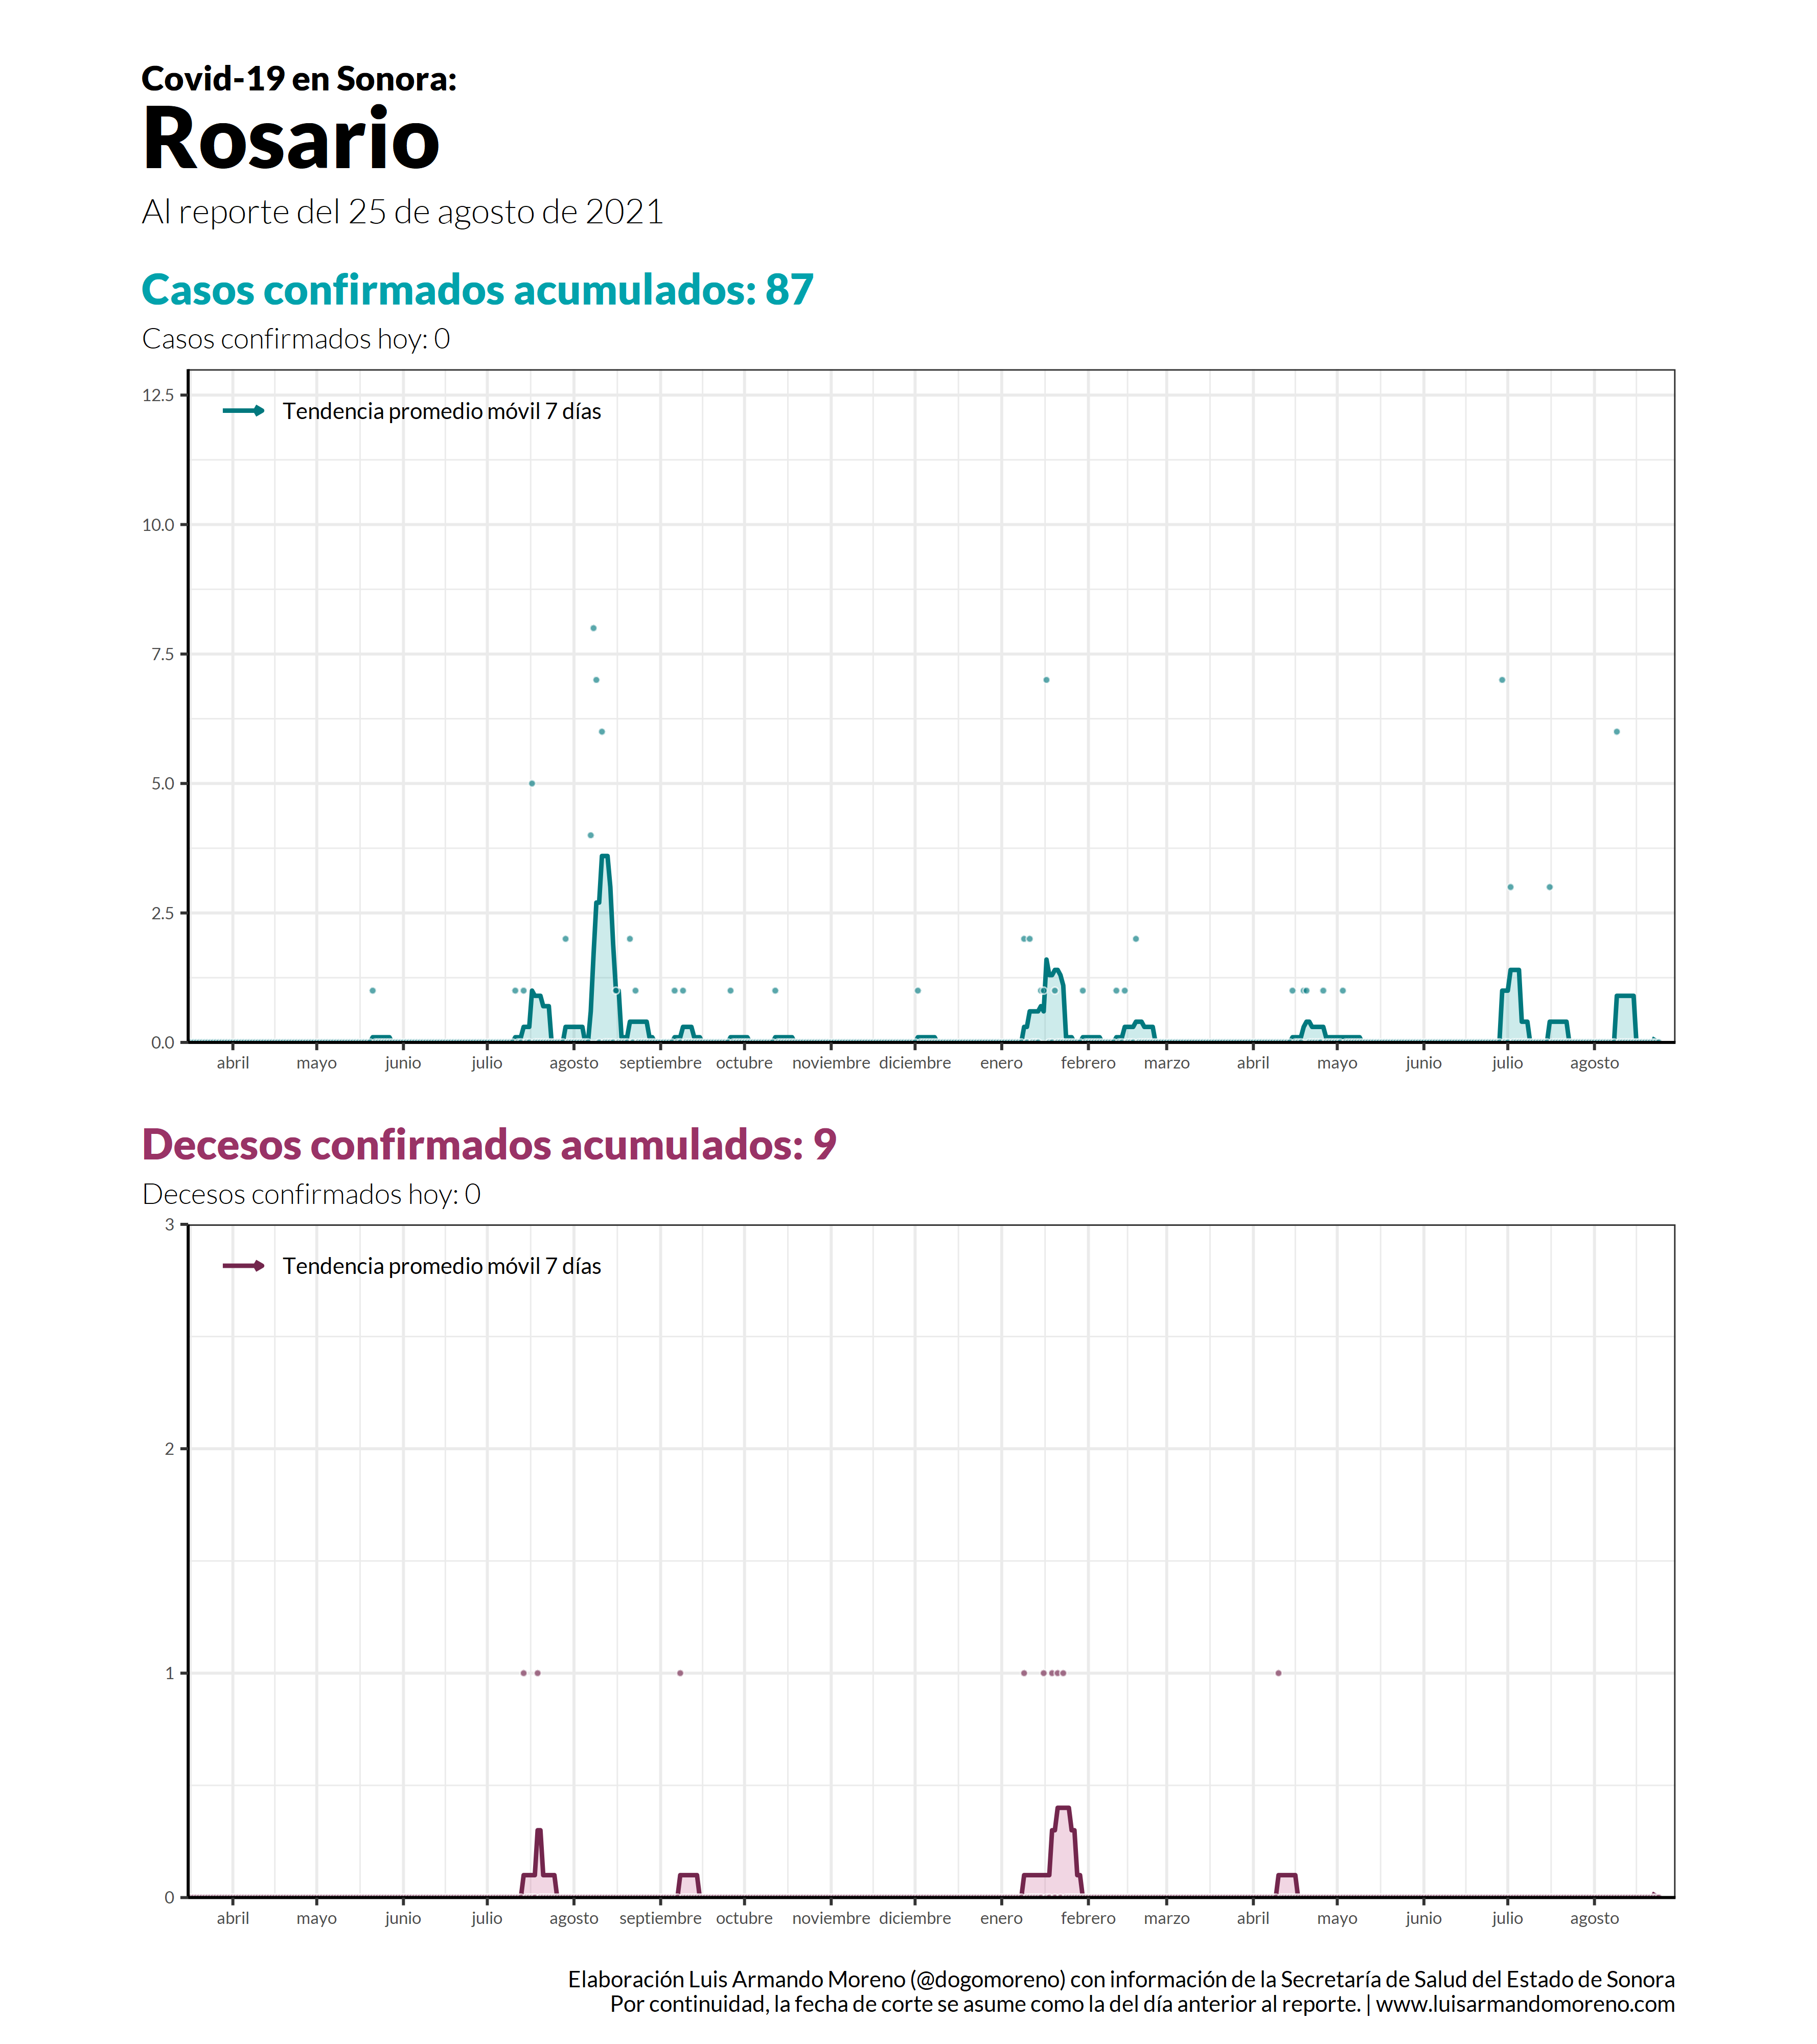 Covid-19 en Sonora:
Rosario
Al reporte del 25 de agosto de 2021
Casos confirmados acumulados: 87
Casos confirmados hoy: 0
12.5
Tendencia promedio móvil 7 días
10.0
7.5
5.0
2.5
0.0
abril mayo junio julio agosto septiembre octubre noviembre diciembre enero febrero marzo abril mayo junio julio agosto
Decesos confirmados acumulados: 9
Decesos confirmados hoy: 0
3
Tendencia promedio móvil 7 días
2
1
0
abril mayo junio julio agosto septiembre octubre noviembre diciembre enero febrero marzo abril mayo junio julio agosto
Elaboración Luis Armando Moreno (@dogomoreno) con información de la Secretaría de Salud del Estado de Sonora
Por continuidad, la fecha de corte se asume como la del día anterior al reporte. | www.luisarmandomoreno.com